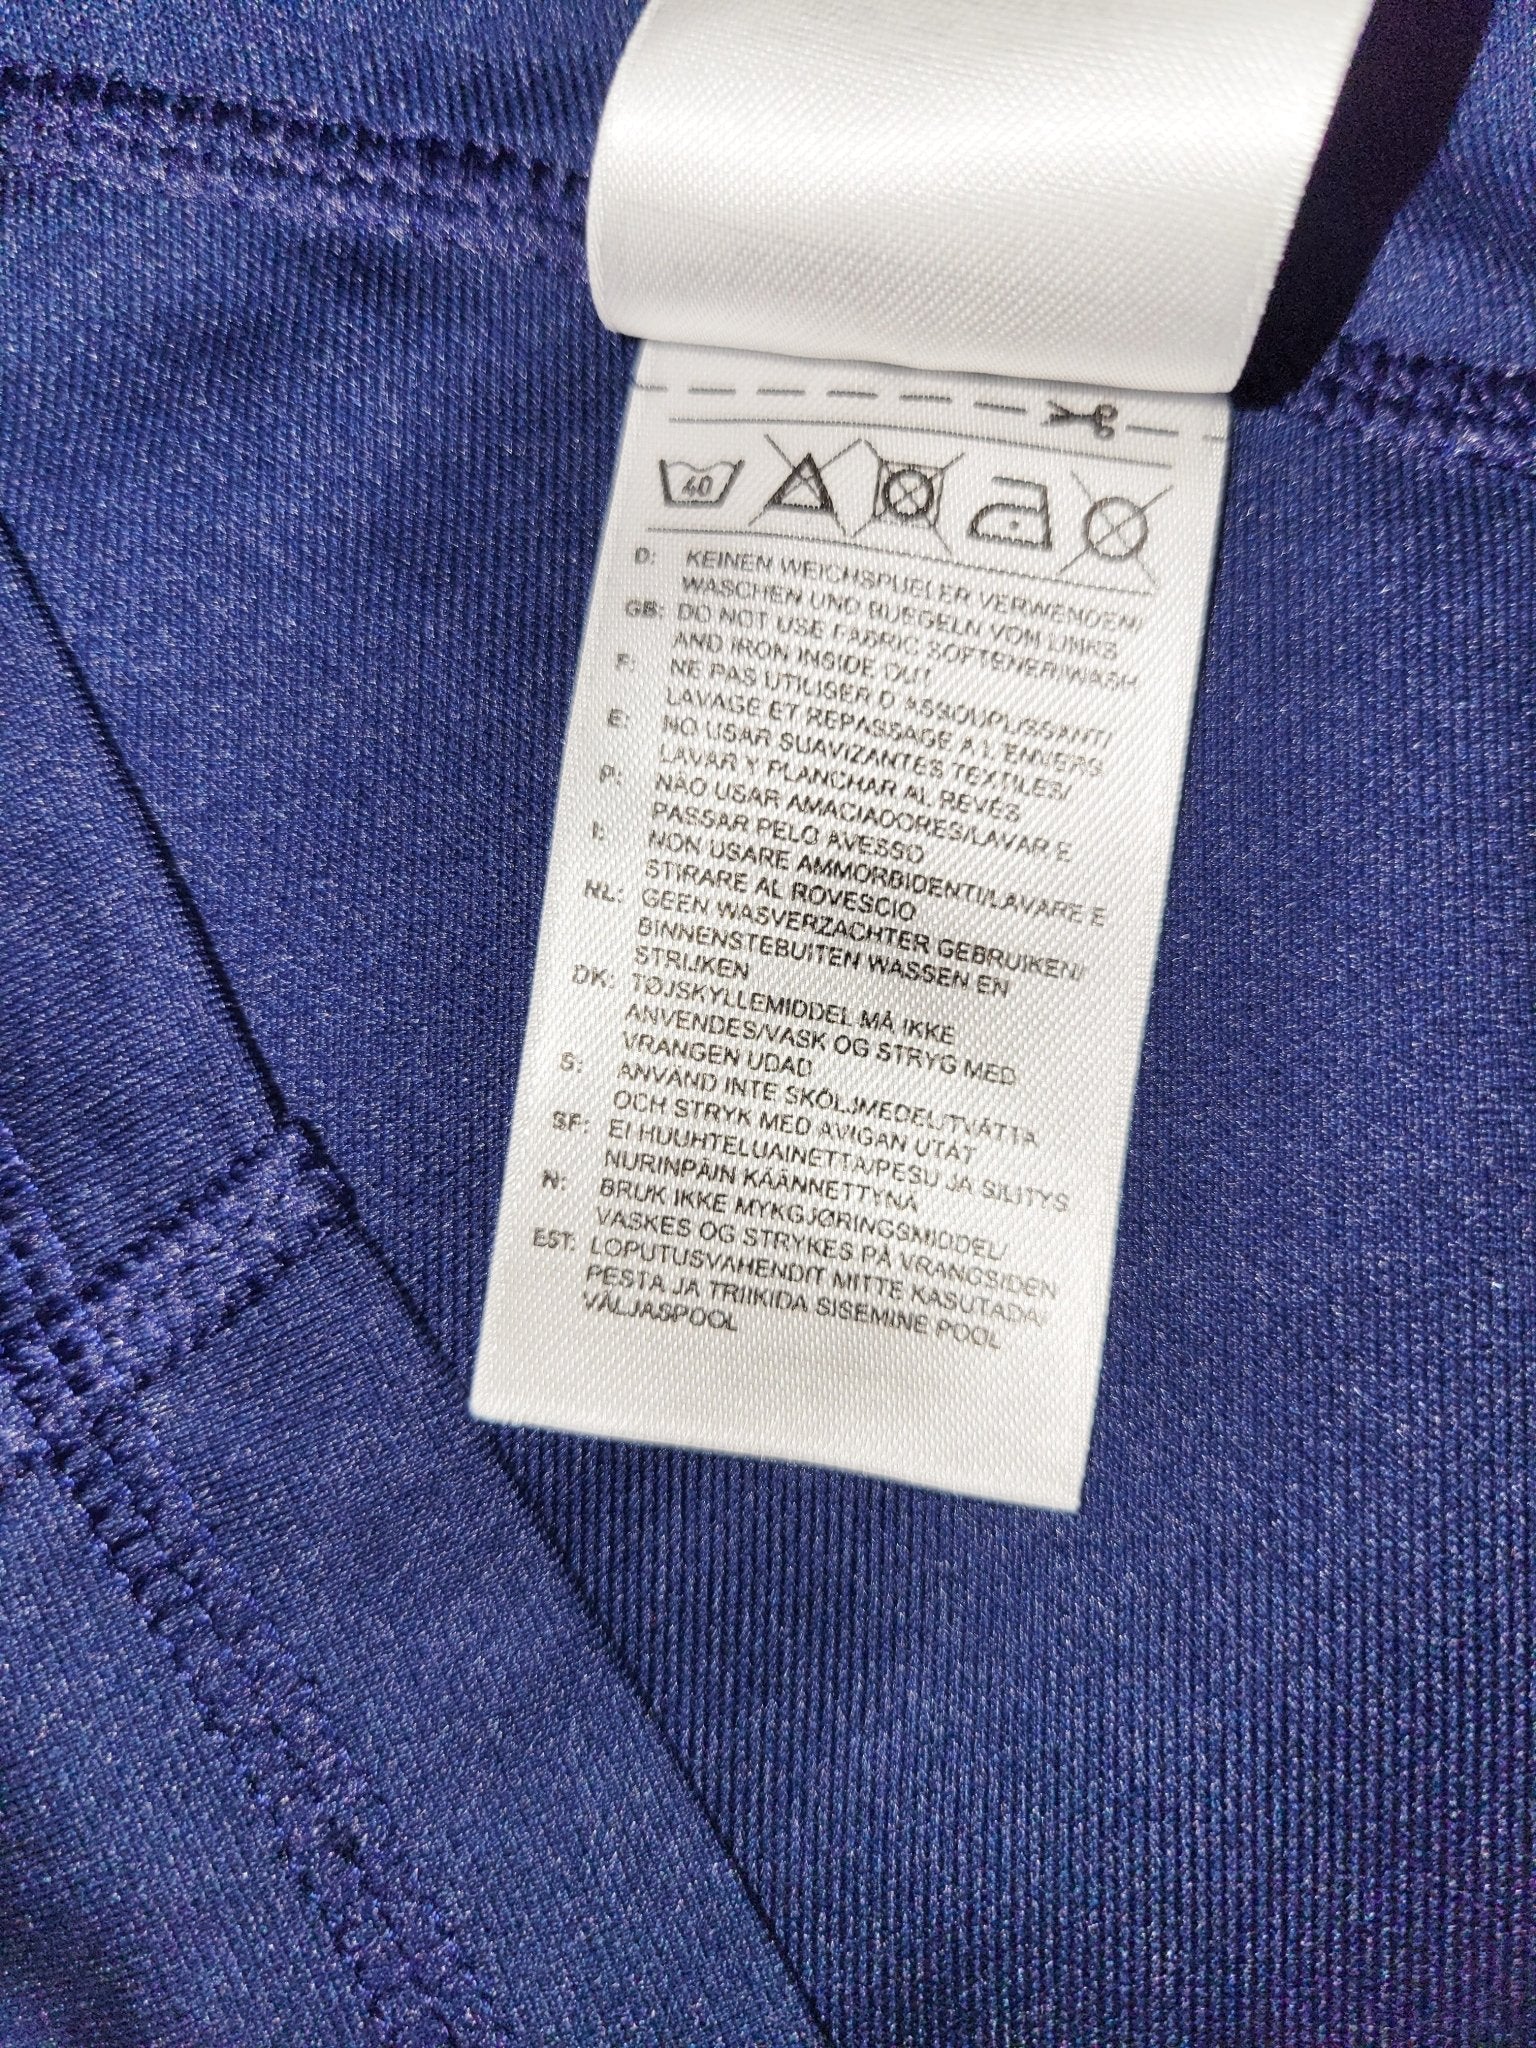 40
D: KEINEN WEICHSPUELER VERWENDEN/
WASCHEN UND BUEGELN VON LINKS
GB: DO NOT USE FABRIC SOFTENER/WASH
AND IRON INSIDE OUT
F: NE PAS UTILISER D'ASSOUPLISSANT/
LAVAGE ET REPASSAGE A L'ENVERS
E: NO USAR SUAVIZANTES TEXTILES/
LAVAR Y PLANCHAR AL REVÉS
P: NÃO USAR AMACIADORES/LAVAR E
PASSAR PELO AVESSO
I: NON USARE AMMORBIDENTI/LAVARE E
STIRARE AL ROVESCIO
NL: GEEN WASVERZACHTER GEBRUIKEN/
BINNENSTEBUITEN WASSEN EN
STRIJKEN
DK: TØJSKYLLEMIDDEL MÅ IKKE
ANVENDES/VASK OG STRYG MED
VRANGEN UDAD
S: ANVÄND INTE SKÖLJMEDEL/TVÄTTA
OCH STRYK MED AVIGAN UTÅT
SF: EI HUUHTELUAINETTA/PESU JA SILITYS
NURINPÄIN KÄÄNNETTYNÄ
N: BRUK IKKE MYKGJØRINGSMIDDEL/
VASKES OG STRYKES PÅ VRANGSIDEN
EST: LOPUTUSVAHENDIT MITTE KASUTADA/
PESTA JA TRIIKIDA SISEMINE POOL
VÄLJASPOOL